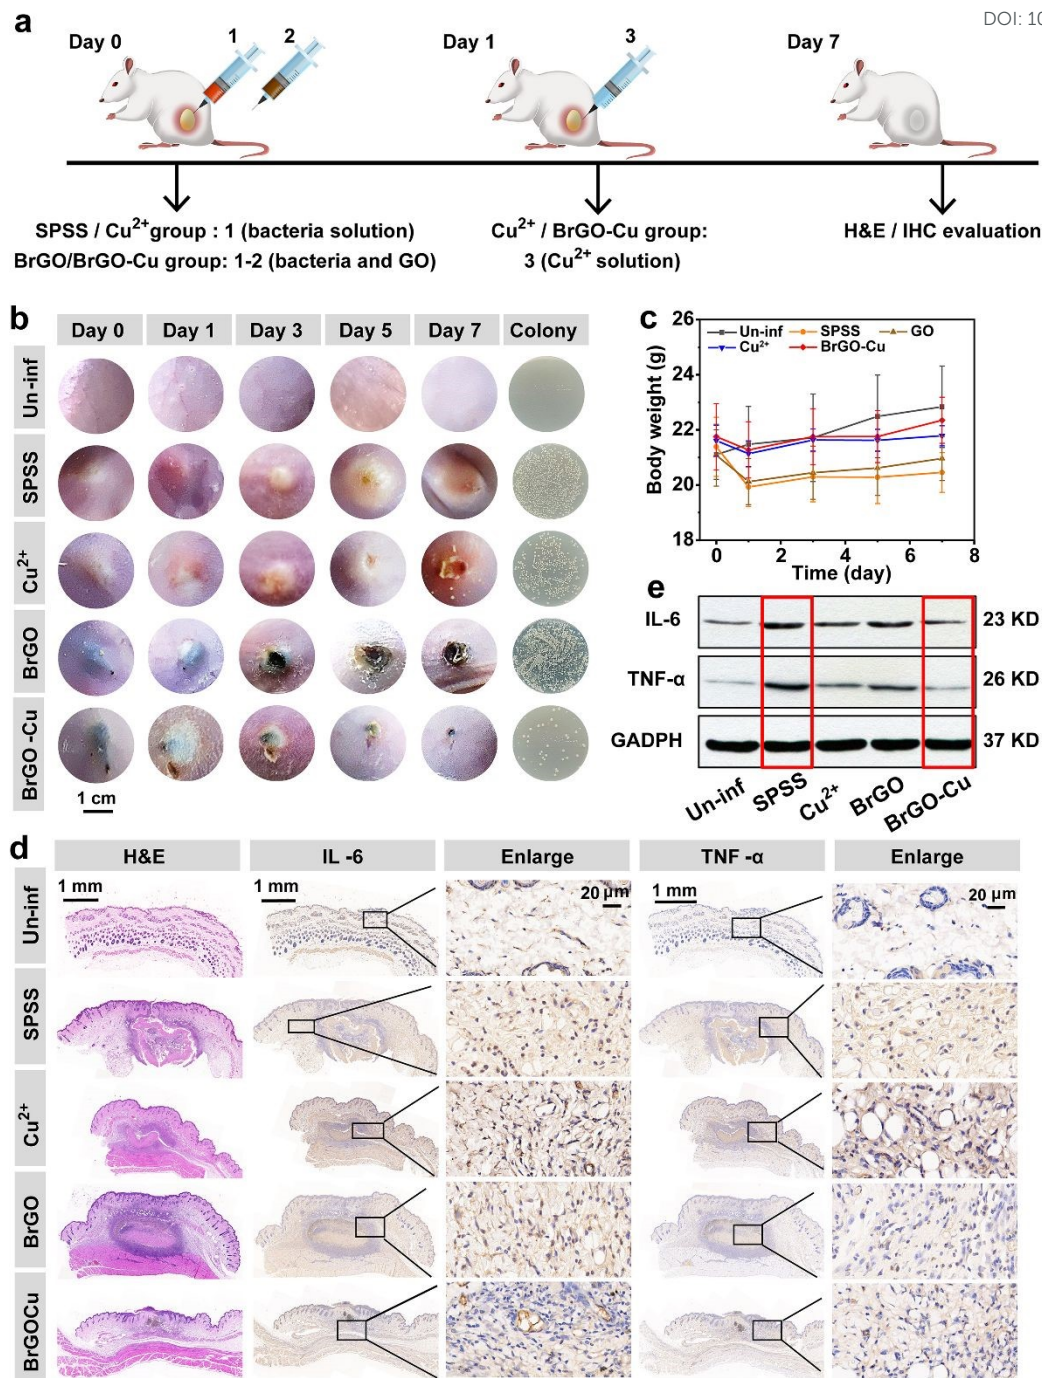 DOI: 10
a
Day 0
1
2
Day 1
3
Day 7
SPSS / Cu²⁺group : 1 (bacteria solution)
BrGO/BrGO-Cu group: 1-2 (bacteria and GO)
Cu²⁺ / BrGO-Cu group:
3 (Cu²⁺ solution)
H&E / IHC evaluation
b
Day 0 Day 1 Day 3 Day 5 Day 7 Colony
Un-inf
SPSS
Cu²⁺
BrGO
BrGO -Cu
1 cm
c
26
24
22
20
18
Body weight (g)
Un-inf SPSS GO
Cu²⁺ BrGO-Cu
0 2 4 6 8
Time (day)
e
IL-6 23 KD
TNF-α 26 KD
GADPH 37 KD
Un-inf SPSS Cu²⁺ BrGO BrGO-Cu
d
H&E IL -6 Enlarge TNF -α Enlarge
1 mm 1 mm 20 μm 1 mm 20 μm
Un-inf
SPSS
Cu²⁺
BrGO
BrGOCu